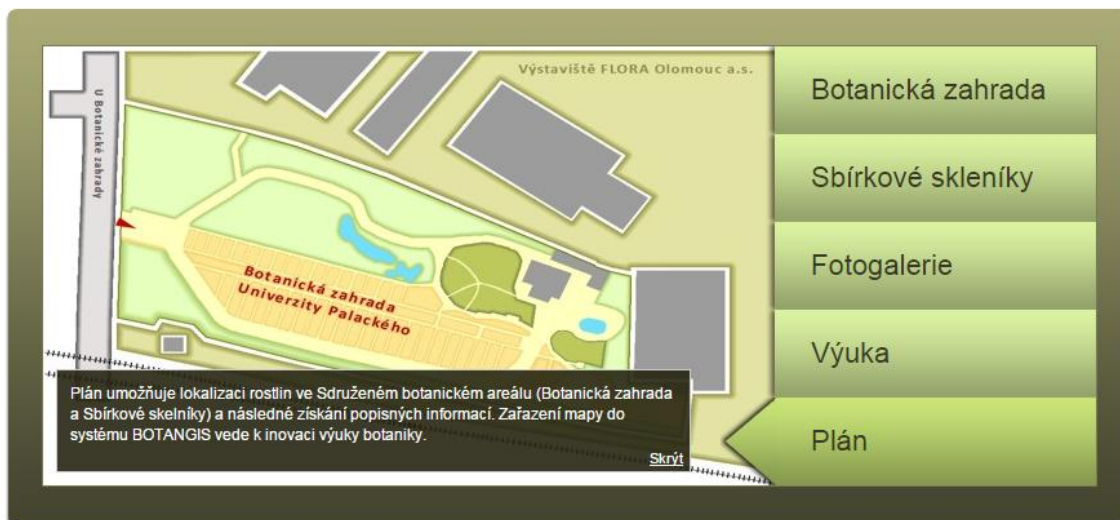 Výstaviště FLORA Olomouc a.s.
U Botanické zahrady
Botanická zahrada
Univerzity Palackého
Plán umožňuje lokalizaci rostlin ve Sdruženém botanickém areálu (Botanická zahrada
a Sbírkové skelníky) a následné získání popisných informací. Zařazení mapy do
systému BOTANGIS vede k inovaci výuky botaniky.
Skrýt
Botanická zahrada
Sbírkové skleníky
Fotogalerie
Výuka
Plán